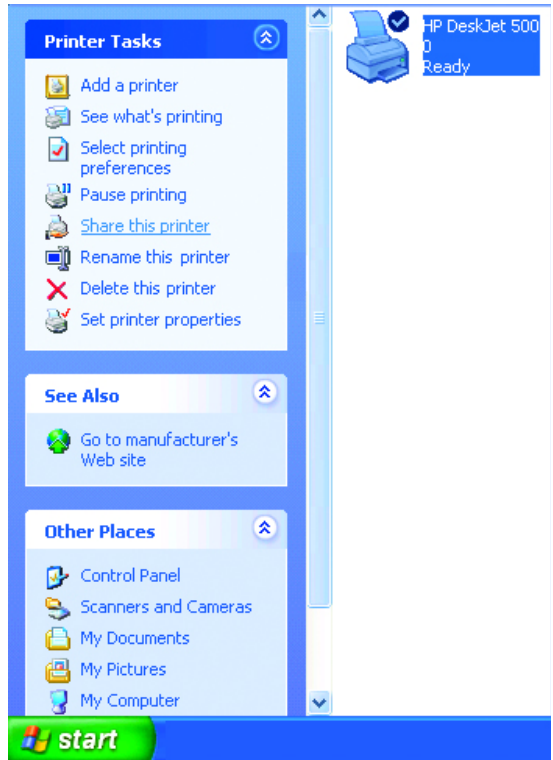 Printer Tasks
Add a printer
See what's printing
Select printing
preferences
Pause printing
Share this printer
Rename this printer
Delete this printer
Set printer properties
See Also
Go to manufacturer's
Web site
Other Places
Control Panel
Scanners and Cameras
My Documents
My Pictures
My Computer
HP DeskJet 500
0
Ready
start